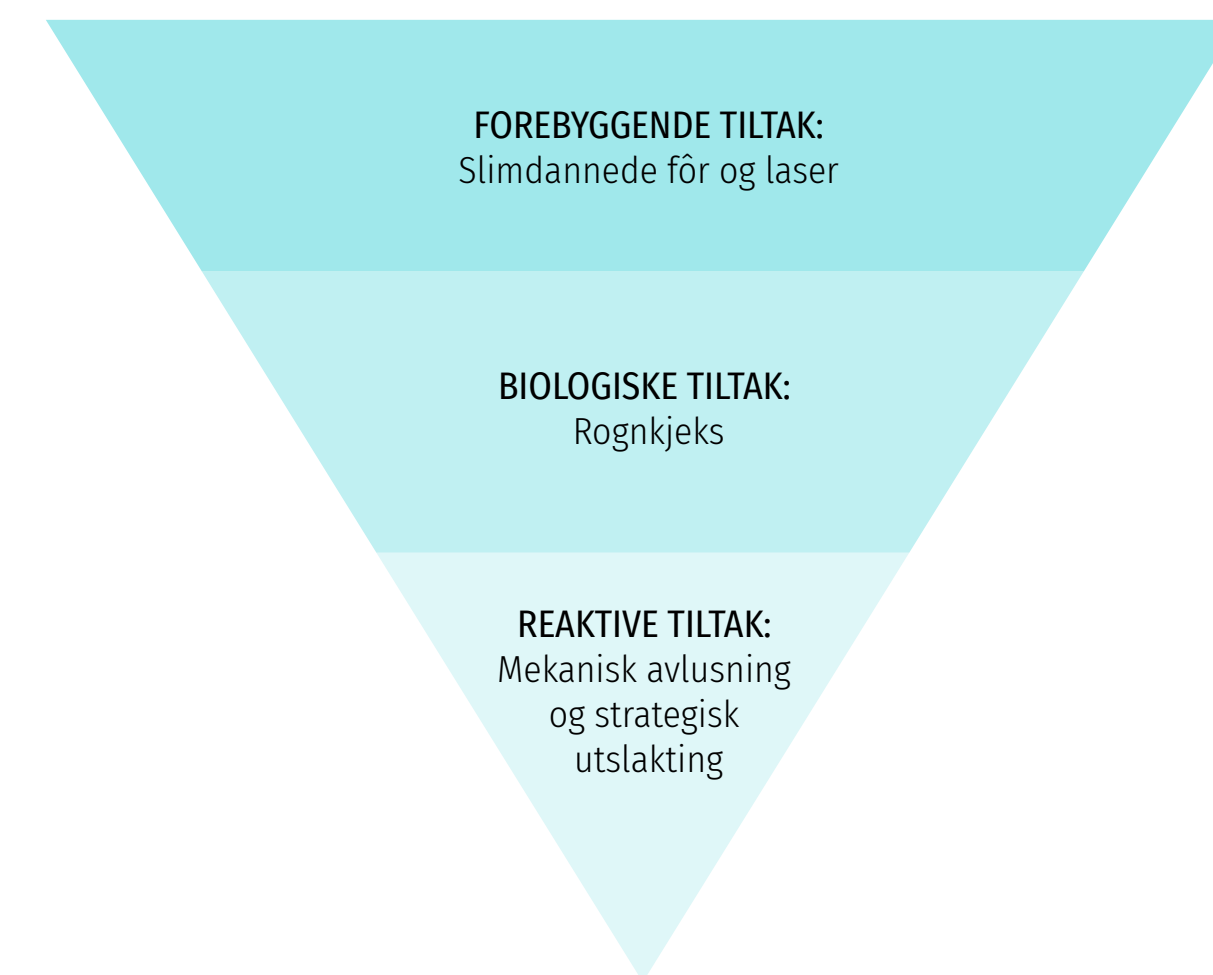 FOREBYGGENDE TILTAK:
Slimdannede fôr og laser
BIOLOGISKE TILTAK:
Rognkjeks
REAKTIVE TILTAK:
Mekanisk avlusning
og strategisk
utslakting